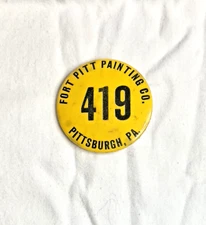 FORT PITT PAINTING CO.
419
PITTSBURGH, PA.